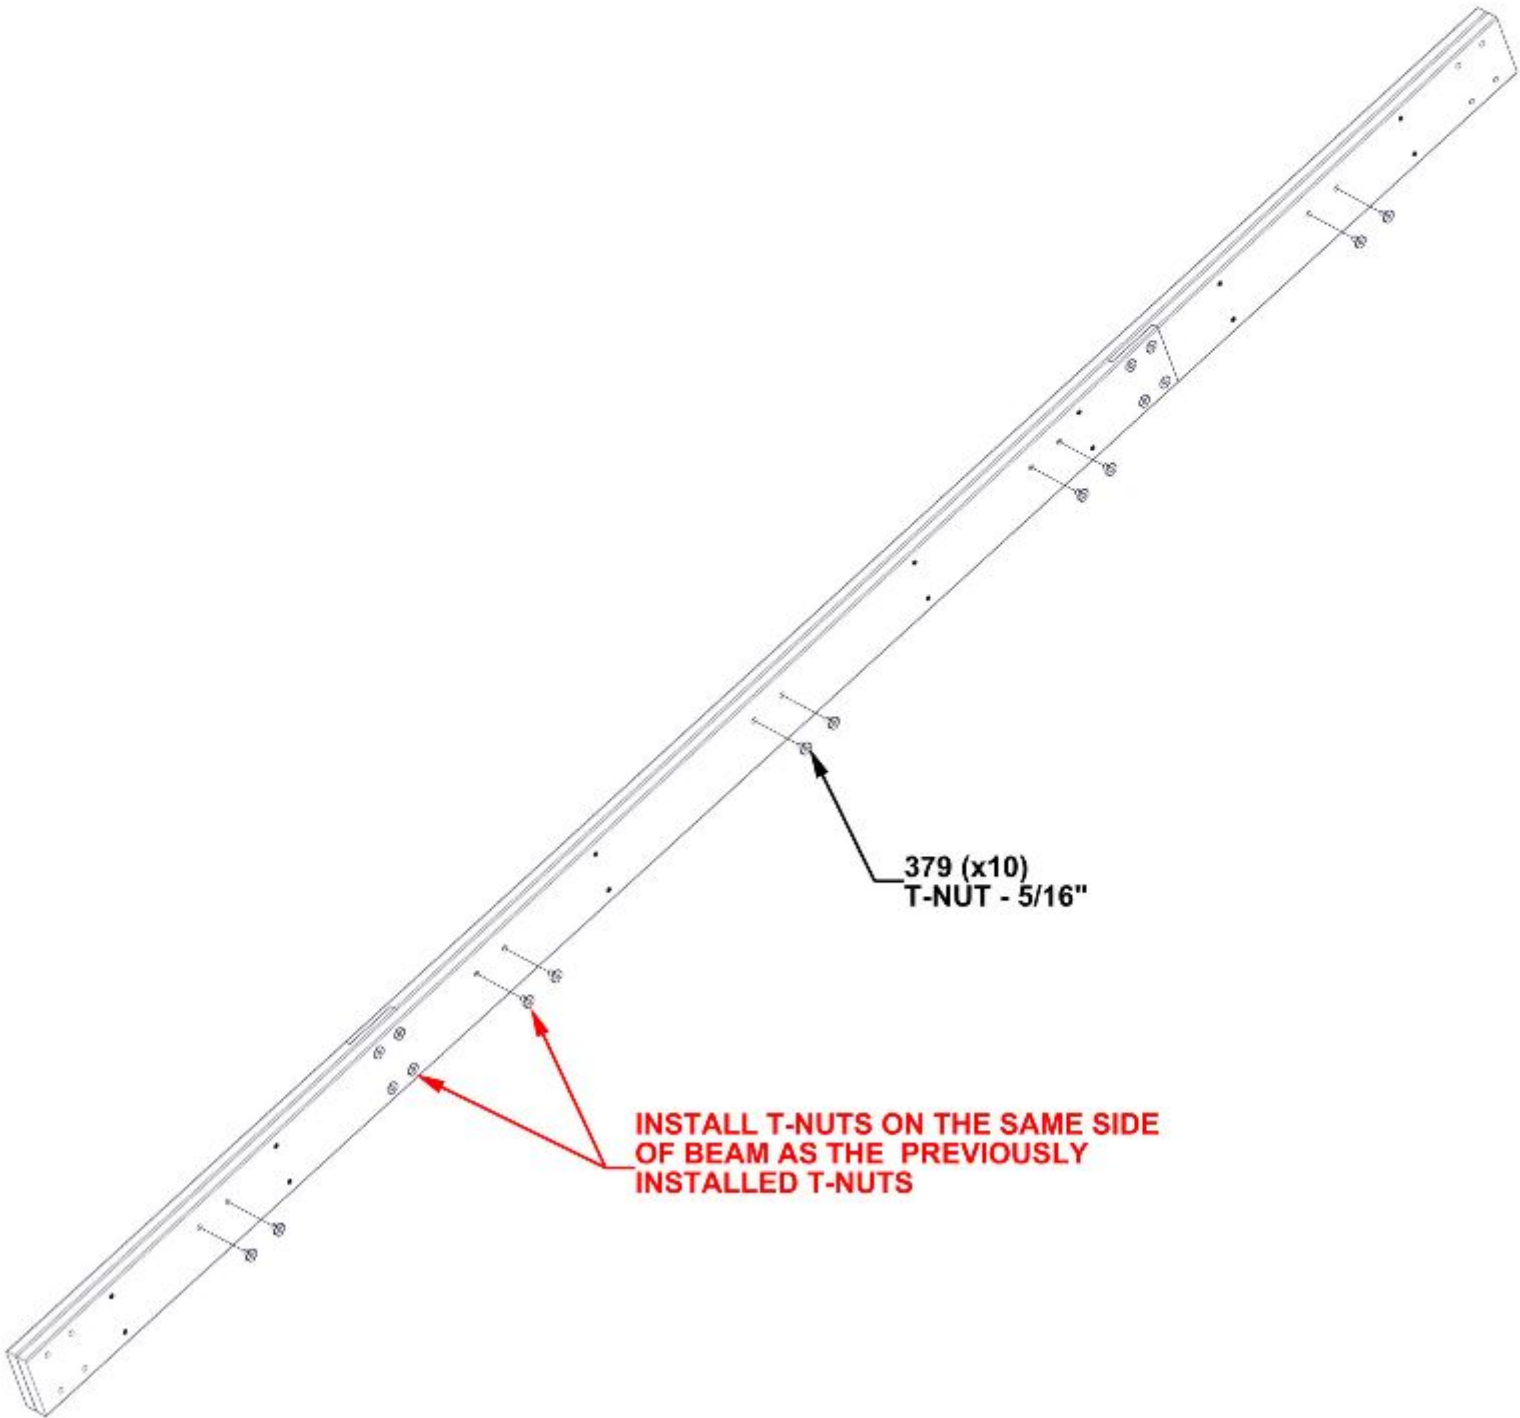 379 (x10)
T-NUT - 5/16"
INSTALL T-NUTS ON THE SAME SIDE
OF BEAM AS THE PREVIOUSLY
INSTALLED T-NUTS